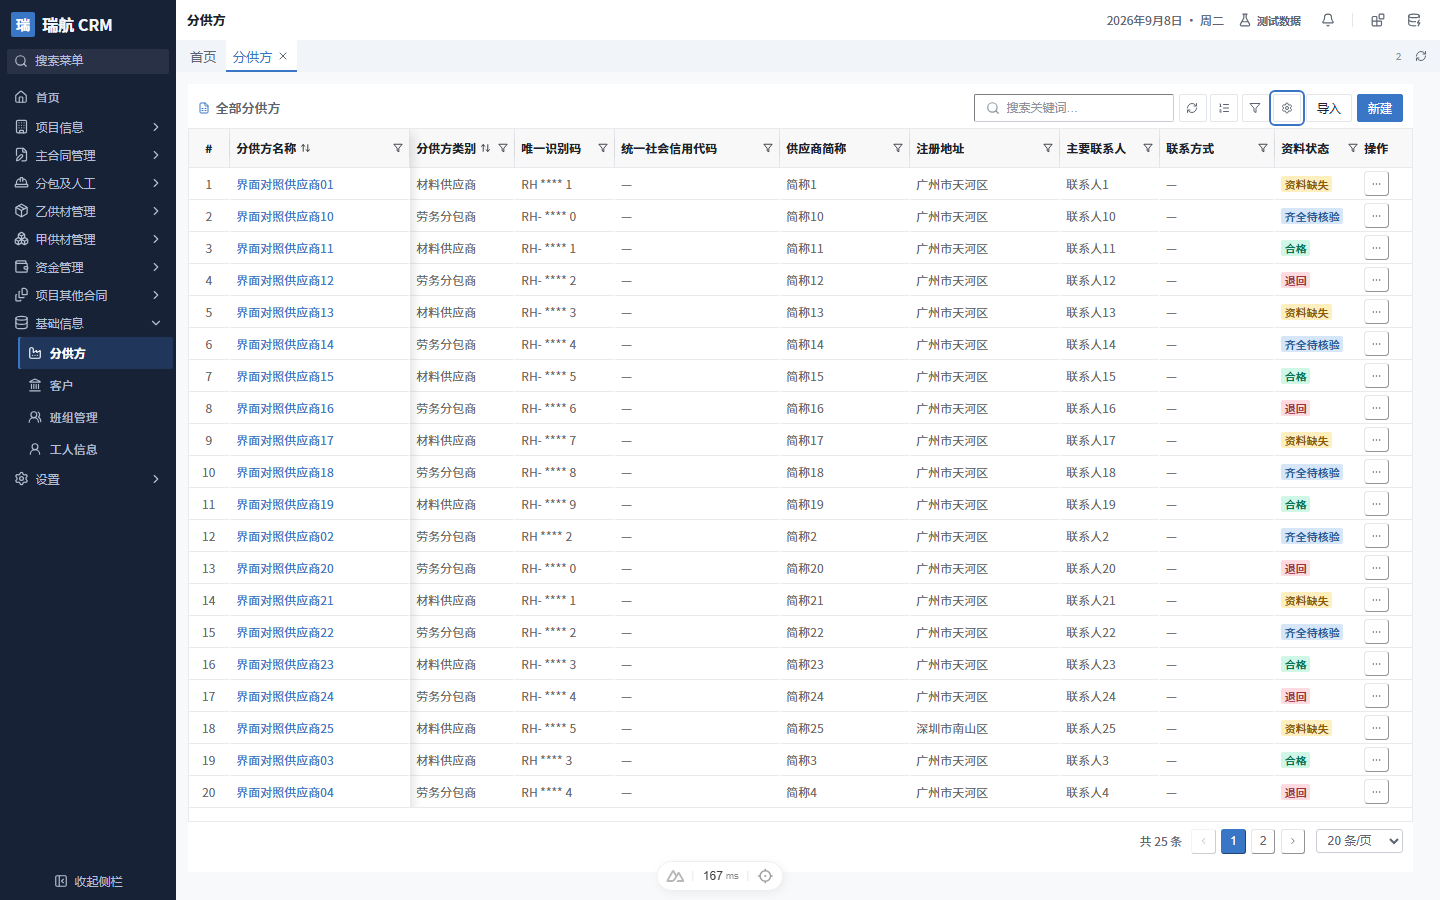 瑞 瑞航 CRM
搜索菜单
首页
项目信息
主合同管理
分包及人工
乙供材管理
甲供材管理
资金管理
项目其他合同
基础信息
分供方
客户
班组管理
工人信息
设置
收起侧栏
分供方
2026年9月8日 · 周二 测试数据
首页 分供方
2
全部分供方
搜索关键词... 导入 新建
# 分供方名称 分供方类别 唯一识别码 统一社会信用代码 供应商简称 注册地址 主要联系人 联系方式 资料状态 操作
1 界面对照供应商01 材料供应商 RH **** 1 — 简称1 广州市天河区 联系人1 — 资料缺失 ...
2 界面对照供应商10 劳务分包商 RH- **** 0 — 简称10 广州市天河区 联系人10 — 齐全待核验 ...
3 界面对照供应商11 材料供应商 RH- **** 1 — 简称11 广州市天河区 联系人11 — 合格 ...
4 界面对照供应商12 劳务分包商 RH- **** 2 — 简称12 广州市天河区 联系人12 — 退回 ...
5 界面对照供应商13 材料供应商 RH- **** 3 — 简称13 广州市天河区 联系人13 — 资料缺失 ...
6 界面对照供应商14 劳务分包商 RH- **** 4 — 简称14 广州市天河区 联系人14 — 齐全待核验 ...
7 界面对照供应商15 材料供应商 RH- **** 5 — 简称15 广州市天河区 联系人15 — 合格 ...
8 界面对照供应商16 劳务分包商 RH- **** 6 — 简称16 广州市天河区 联系人16 — 退回 ...
9 界面对照供应商17 材料供应商 RH- **** 7 — 简称17 广州市天河区 联系人17 — 资料缺失 ...
10 界面对照供应商18 劳务分包商 RH- **** 8 — 简称18 广州市天河区 联系人18 — 齐全待核验 ...
11 界面对照供应商19 材料供应商 RH- **** 9 — 简称19 广州市天河区 联系人19 — 合格 ...
12 界面对照供应商02 劳务分包商 RH **** 2 — 简称2 广州市天河区 联系人2 — 齐全待核验 ...
13 界面对照供应商20 劳务分包商 RH- **** 0 — 简称20 广州市天河区 联系人20 — 退回 ...
14 界面对照供应商21 材料供应商 RH- **** 1 — 简称21 广州市天河区 联系人21 — 资料缺失 ...
15 界面对照供应商22 劳务分包商 RH- **** 2 — 简称22 广州市天河区 联系人22 — 齐全待核验 ...
16 界面对照供应商23 材料供应商 RH- **** 3 — 简称23 广州市天河区 联系人23 — 合格 ...
17 界面对照供应商24 劳务分包商 RH- **** 4 — 简称24 广州市天河区 联系人24 — 退回 ...
18 界面对照供应商25 材料供应商 RH- **** 5 — 简称25 深圳市南山区 联系人25 — 资料缺失 ...
19 界面对照供应商03 材料供应商 RH **** 3 — 简称3 广州市天河区 联系人3 — 合格 ...
20 界面对照供应商04 劳务分包商 RH **** 4 — 简称4 广州市天河区 联系人4 — 退回 ...
共 25 条 1 2 20 条/页
167 ms